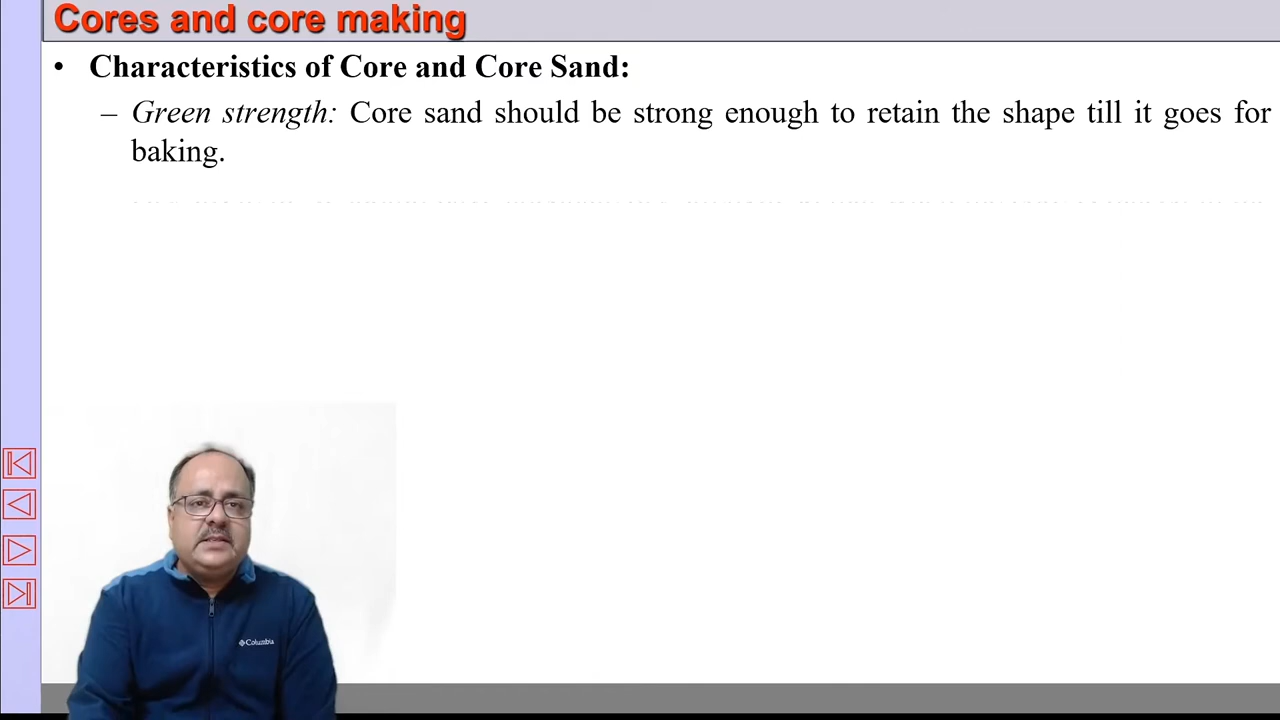 Cores and core making
• Characteristics of Core and Core Sand:
– Green strength: Core sand should be strong enough to retain the shape till it goes for
baking.
Columbia